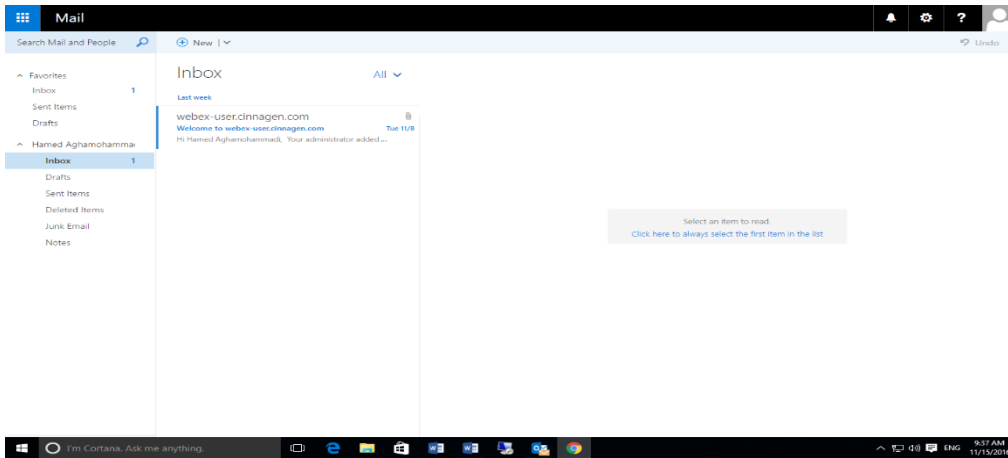 Mail
?
Search Mail and People
New
Undo
Favorites
Inbox 1
Sent Items
Drafts
Hamed Aghamohamma
Inbox 1
Drafts
Sent Items
Deleted Items
Junk Email
Notes
Inbox All
Last week
webex-user.cinnagen.com
Welcome to webex-user.cinnagen.com Tue 11/8
Hi Hamed Aghamohammadi, Your administrator added ...
Select an item to read.
Click here to always select the first item in the list
I'm Cortana. Ask me anything.
ENG
9:37 AM
11/15/201